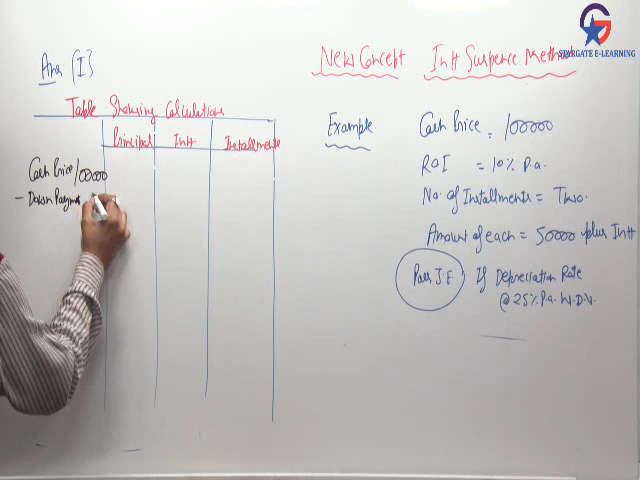 STARGATE E-LEARNING
Ans (I)
Table Showing Calculations
Principal Intt Installments
Cash Price 100000
- Down Paym
New Concept Intt Suspence Method
Example
Cash Price = 100000
ROI = 10% P.a.
No. of Installments = Two.
Amount of each = 50000 plus Intt
Pass J.E. If Depreciation Rate
@ 25% P.a. W.D.V.